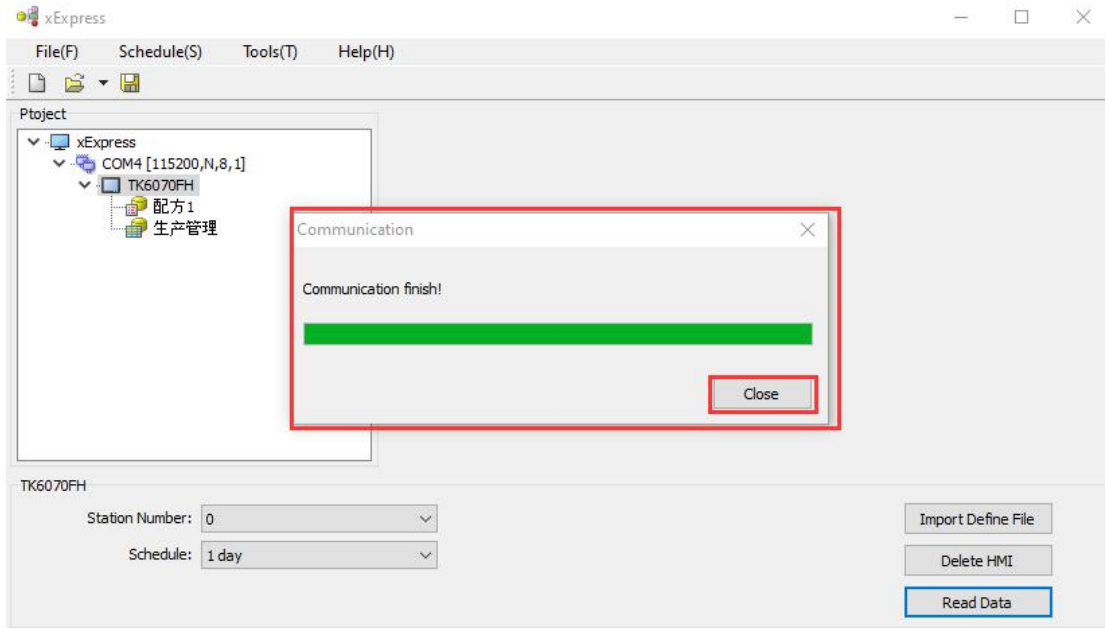 xExpress
File(F) Schedule(S) Tools(T) Help(H)
Ptoject
xExpress
COM4 [115200,N,8,1]
TK6070FH
配方1
生产管理
Communication
Communication finish!
Close
TK6070FH
Station Number: 0
Import Define File
Schedule: 1 day
Delete HMI
Read Data